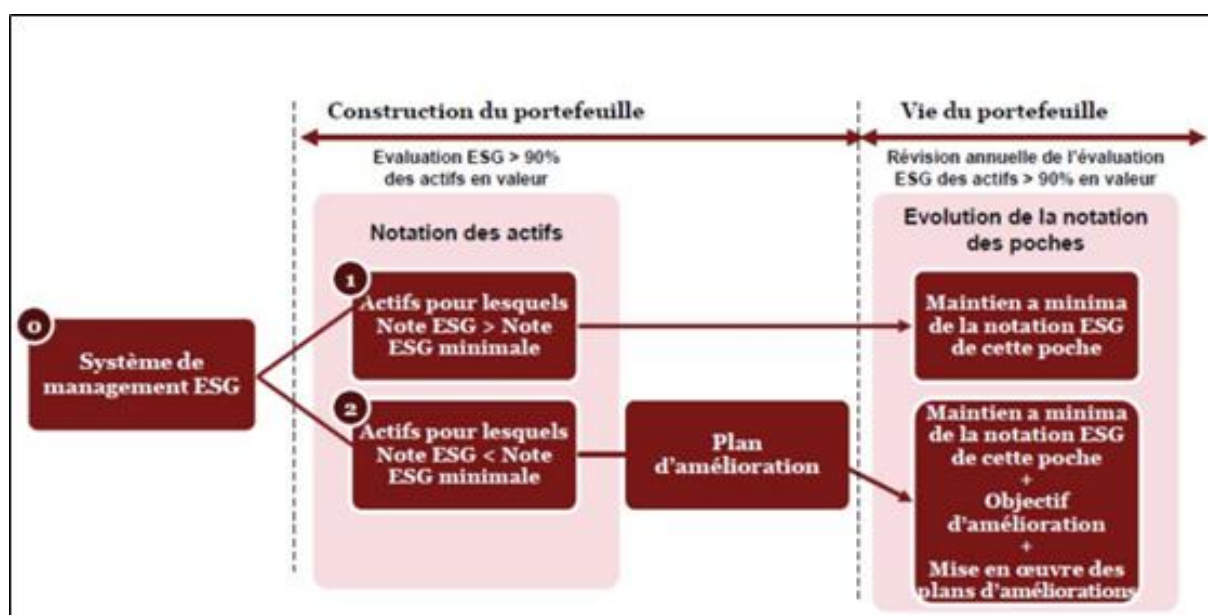 Construction du portefeuille
Vie du portefeuille
Evaluation ESG > 90%
des actifs en valeur
Révision annuelle de l'évaluation
ESG des actifs > 90% en valeur
Notation des actifs
Evolution de la notation
des poches
0
Système de
management ESG
1
Actifs pour lesquels
Note ESG > Note
ESG minimale
Maintien a minima
de la notation ESG
de cette poche
2
Actifs pour lesquels
Note ESG < Note
ESG minimale
Plan
d'amélioration
Maintien a minima
de la notation ESG
de cette poche
+
Objectif
d'amélioration
+
Mise en œuvre des
plans d'améliorations